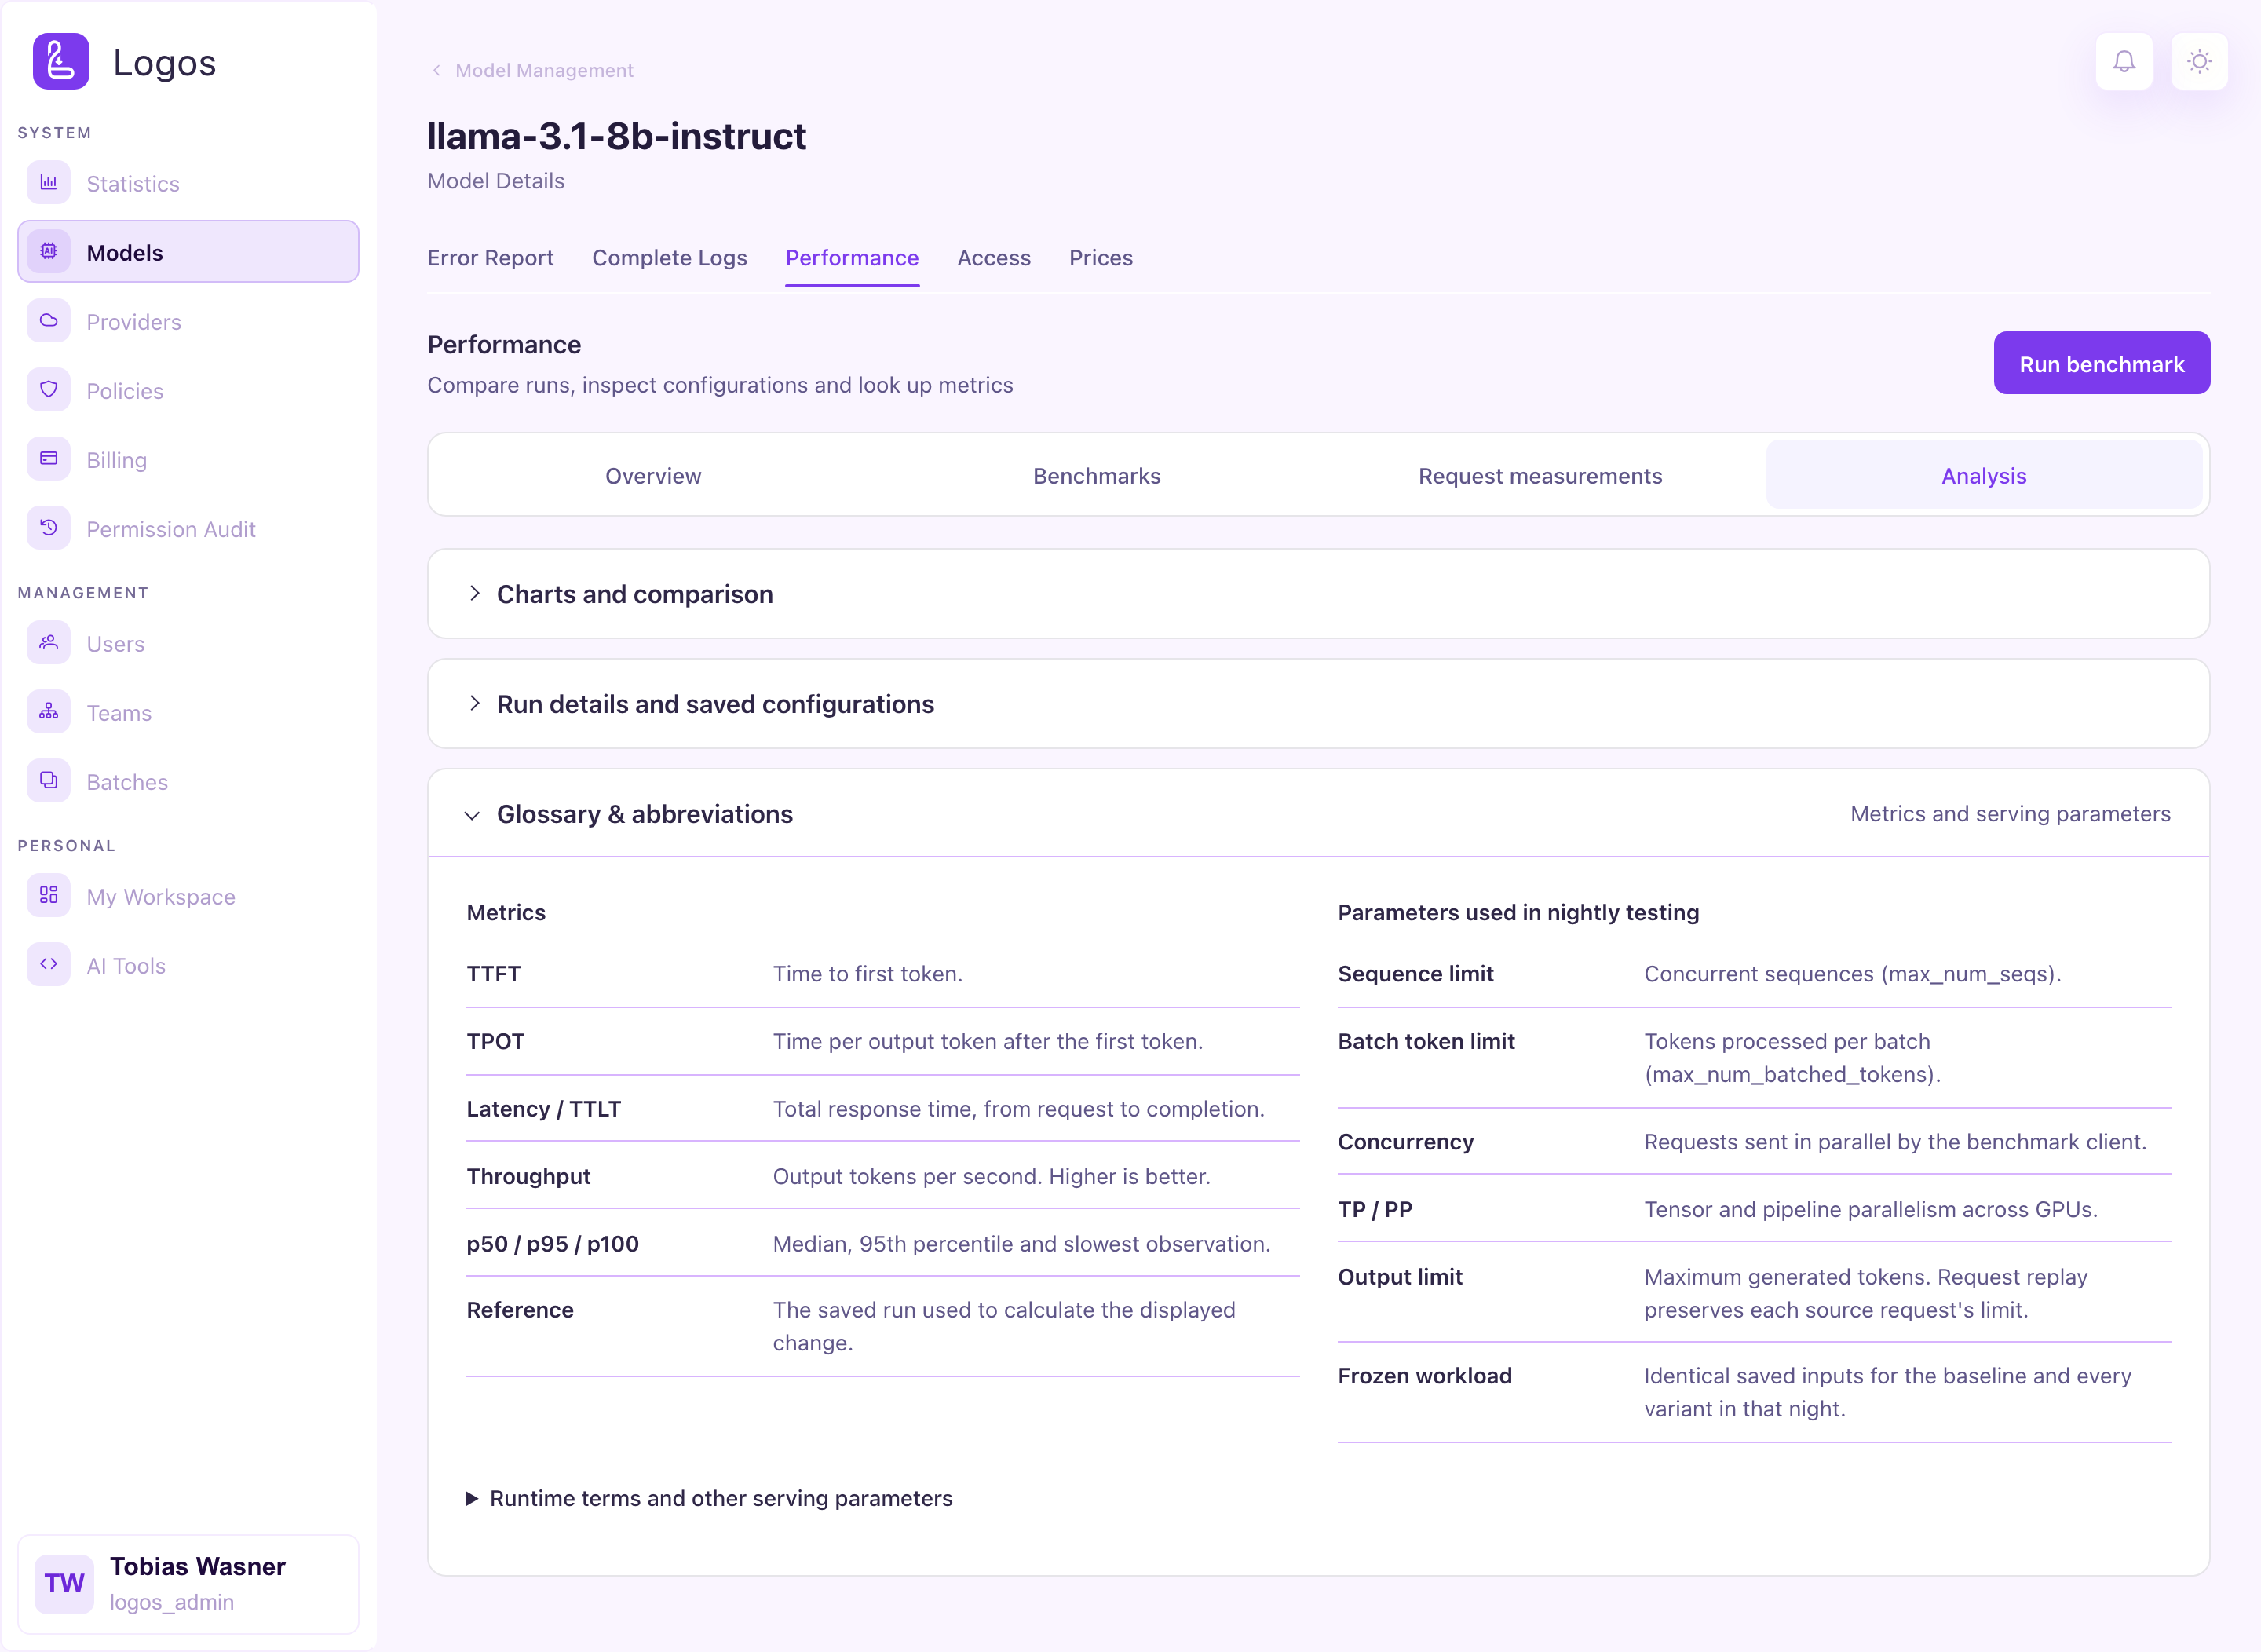 Logos
SYSTEM
Statistics
Models
Providers
Policies
Billing
Permission Audit
MANAGEMENT
Users
Teams
Batches
PERSONAL
My Workspace
AI Tools
TW
Tobias Wasner
logos_admin
Model Management
llama-3.1-8b-instruct
Model Details
Error Report Complete Logs Performance Access Prices
Performance
Compare runs, inspect configurations and look up metrics
Run benchmark
Overview Benchmarks Request measurements Analysis
Charts and comparison
Run details and saved configurations
Glossary & abbreviations
Metrics and serving parameters
Metrics
TTFT Time to first token.
TPOT Time per output token after the first token.
Latency / TTLT Total response time, from request to completion.
Throughput Output tokens per second. Higher is better.
p50 / p95 / p100 Median, 95th percentile and slowest observation.
Reference The saved run used to calculate the displayed
change.
Parameters used in nightly testing
Sequence limit Concurrent sequences (max_num_seqs).
Batch token limit Tokens processed per batch
(max_num_batched_tokens).
Concurrency Requests sent in parallel by the benchmark client.
TP / PP Tensor and pipeline parallelism across GPUs.
Output limit Maximum generated tokens. Request replay
preserves each source request's limit.
Frozen workload Identical saved inputs for the baseline and every
variant in that night.
Runtime terms and other serving parameters